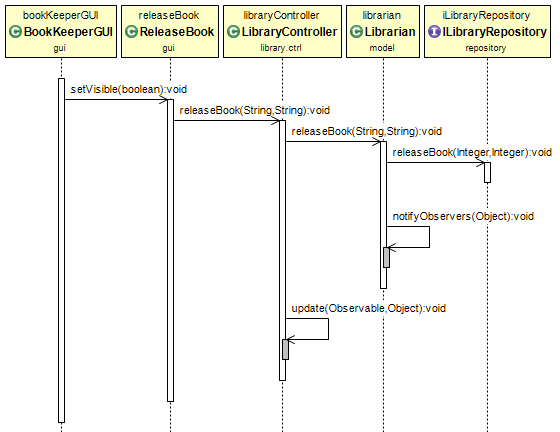 bookKeeperGUI releaseBook libraryController librarian iLibraryRepository
C BookKeeperGUI C ReleaseBook C LibraryController C Librarian I ILibraryRepository
gui gui library.ctrl model repository
setVisible(boolean):void
releaseBook(String,String):void
releaseBook(String,String):void
releaseBook(Integer,Integer):void
notifyObservers(Object):void
update(Observable,Object):void